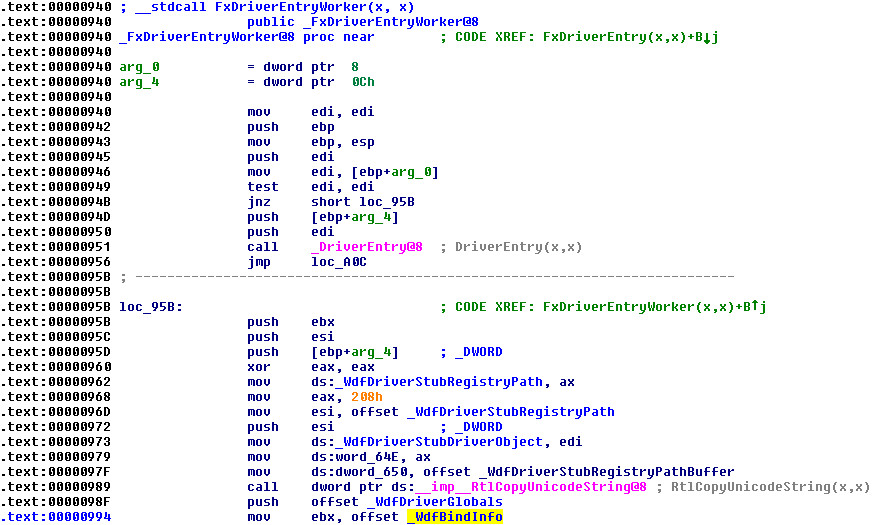 .text:00000940 ; __stdcall FxDriverEntryWorker(x, x)
.text:00000940 public _FxDriverEntryWorker@8
.text:00000940 _FxDriverEntryWorker@8 proc near ; CODE XREF: FxDriverEntry(x,x)+B↓j
.text:00000940
.text:00000940 arg_0 = dword ptr 8
.text:00000940 arg_4 = dword ptr 0Ch
.text:00000940
.text:00000940 mov edi, edi
.text:00000942 push ebp
.text:00000943 mov ebp, esp
.text:00000945 push edi
.text:00000946 mov edi, [ebp+arg_0]
.text:00000949 test edi, edi
.text:0000094B jnz short loc_95B
.text:0000094D push [ebp+arg_4]
.text:00000950 push edi
.text:00000951 call _DriverEntry@8 ; DriverEntry(x,x)
.text:00000956 jmp loc_A0C
.text:0000095B ; ---------------------------------------------------------------------------
.text:0000095B
.text:0000095B loc_95B: ; CODE XREF: FxDriverEntryWorker(x,x)+B↑j
.text:0000095B push ebx
.text:0000095C push esi
.text:0000095D push [ebp+arg_4] ; _DWORD
.text:00000960 xor eax, eax
.text:00000962 mov ds:_WdfDriverStubRegistryPath, ax
.text:00000968 mov eax, 208h
.text:0000096D mov esi, offset _WdfDriverStubRegistryPath
.text:00000972 push esi ; _DWORD
.text:00000973 mov ds:_WdfDriverStubDriverObject, edi
.text:00000979 mov ds:word_64E, ax
.text:0000097F mov ds:dword_650, offset _WdfDriverStubRegistryPathBuffer
.text:00000989 call dword ptr ds:__imp__RtlCopyUnicodeString@8 ; RtlCopyUnicodeString(x,x)
.text:0000098F push offset _WdfDriverGlobals
.text:00000994 mov ebx, offset _WdfBindInfo